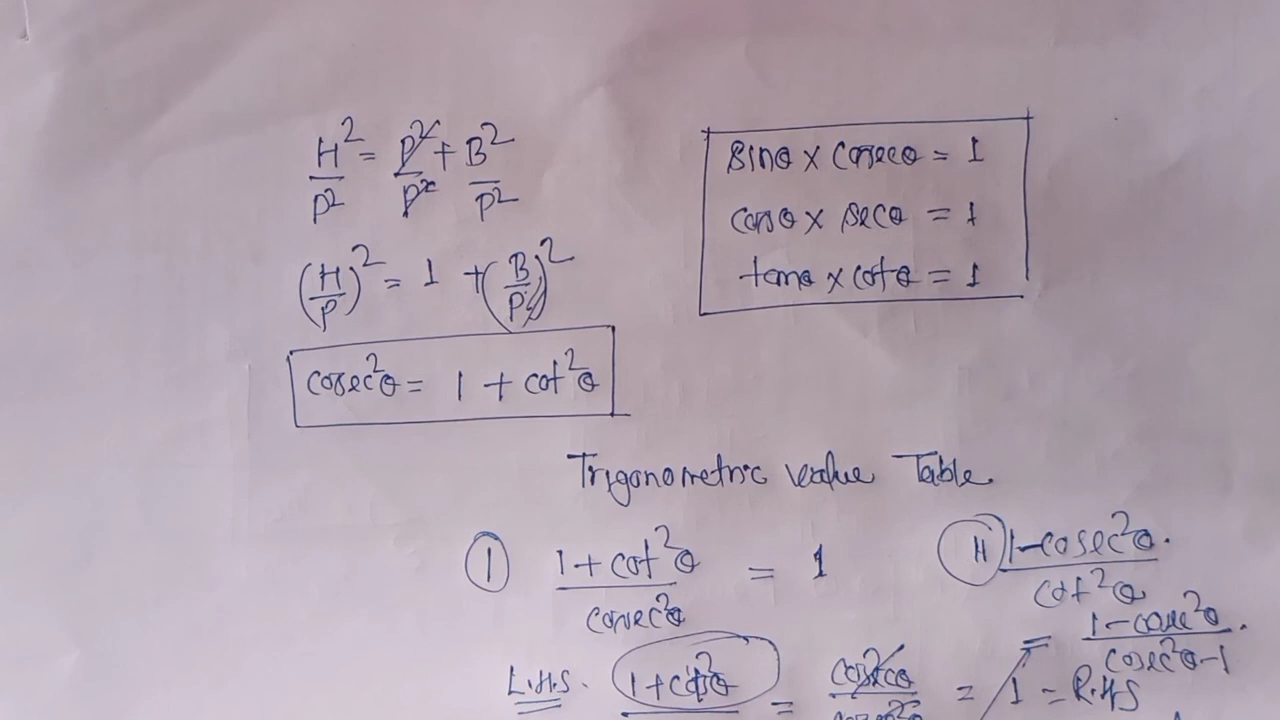 H²/P² = P²/P² + B²/P²
(H/P)² = 1 + (B/P)²
cosec²θ = 1 + cot²θ
sinθ × cosecθ = 1
cosθ × secθ = 1
tanθ × cotθ = 1
Trigonometric value Table
I (1 + cot²θ)/cosec²θ = 1
L.H.S. (1 + cot²θ)/ = cosec²θ/cosec²θ = 1 = R.H.S
II (1 - cosec²θ)/cot²θ
= (1 - cosec²θ)/(cosec²θ - 1)